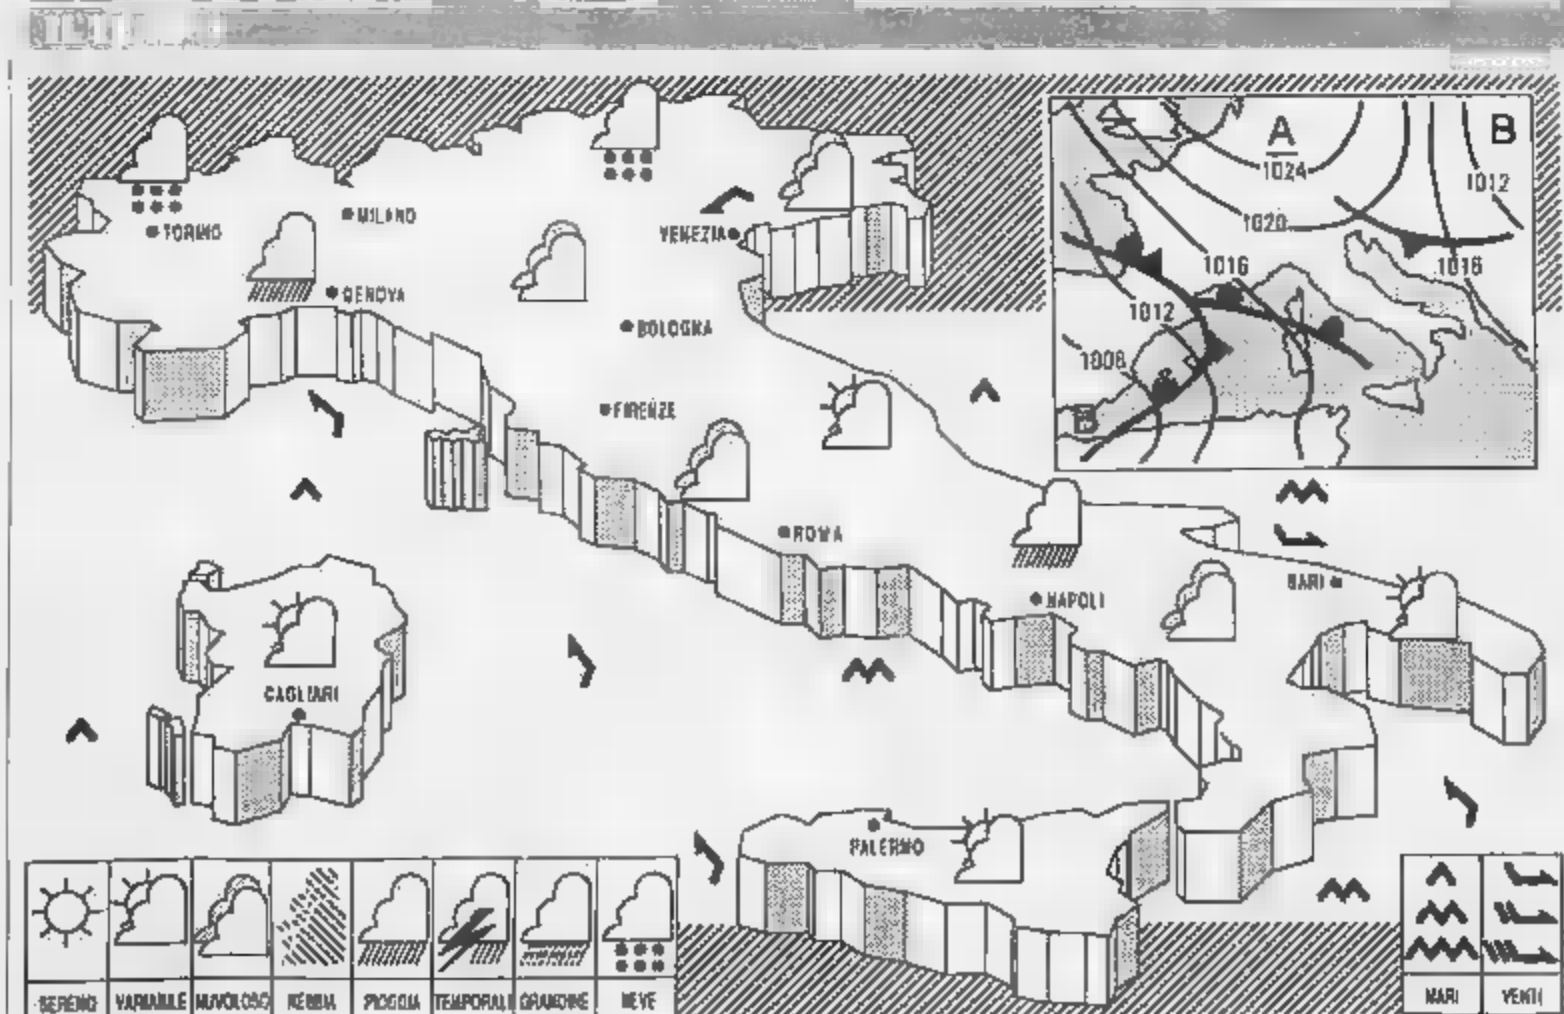 TORINO
MILANO
GENOVA
VENEZIA
BOLOGNA
FIRENZE
ROMA
NAPOLI
BARI
CAGLIARI
PALERMO
A
B
1024
1012
1020
1016
1016
1012
1008
B
SERENO VARIABILE NUVOLOSO NEBBIA PIOGGIA TEMPORALI GRANDINE NEVE
MARI VENTI